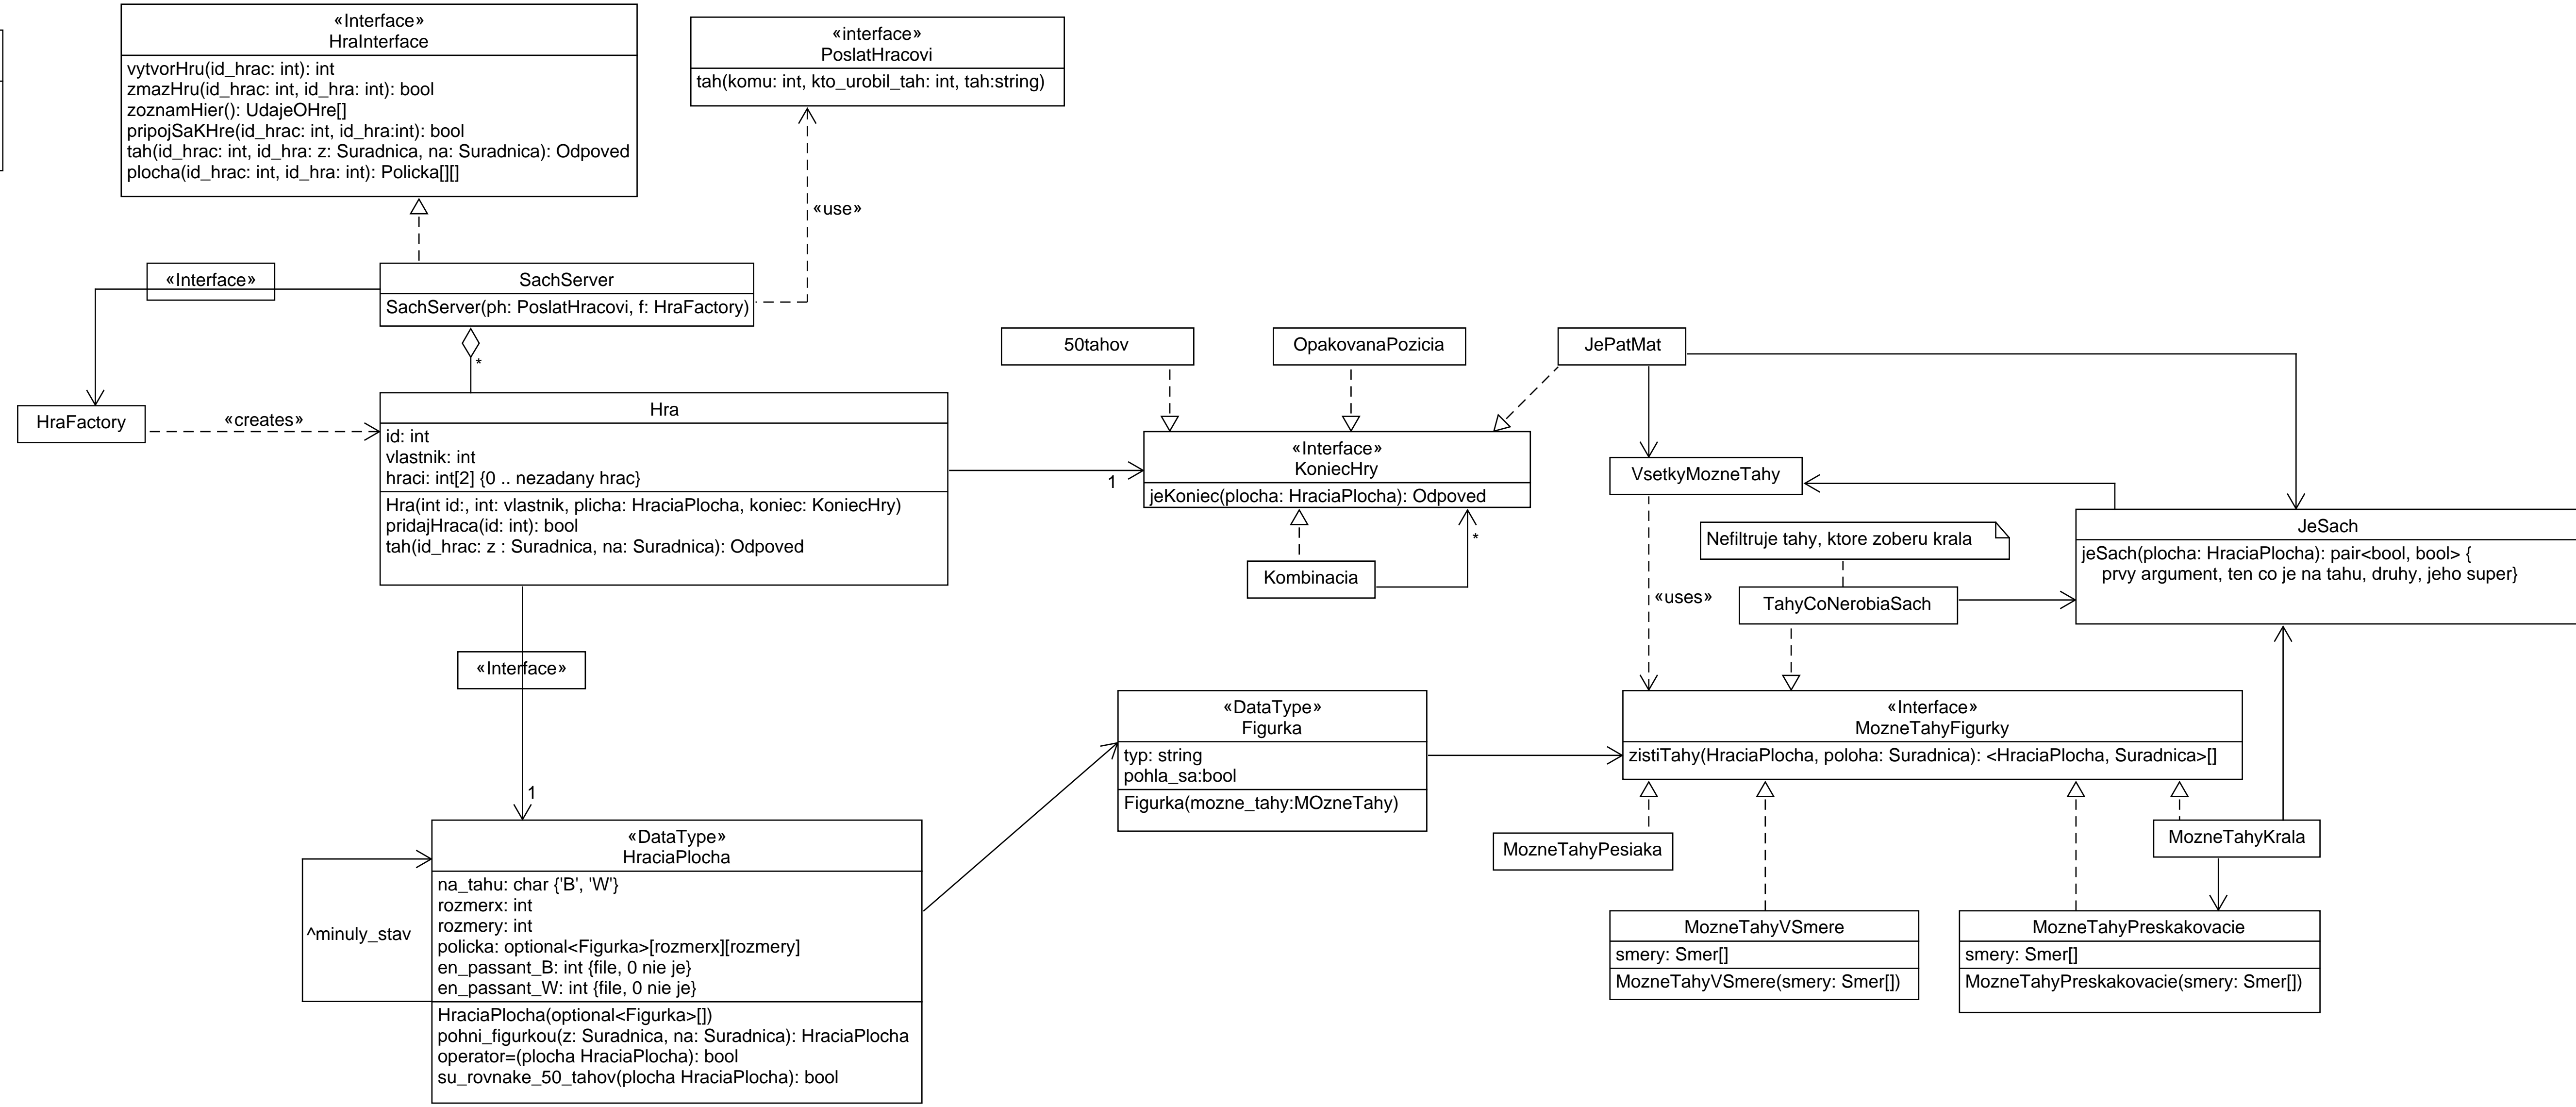 «Interface»
HraInterface
vytvorHru(id_hrac: int): int
zmazHru(id_hrac: int, id_hra: int): bool
zoznamHier(): UdajeOHre[]
pripojSaKHre(id_hrac: int, id_hra:int): bool
tah(id_hrac: int, id_hra: z: Suradnica, na: Suradnica): Odpoved
plocha(id_hrac: int, id_hra: int): Policka[][]
«interface»
PoslatHracovi
tah(komu: int, kto_urobil_tah: int, tah:string)
«use»
«Interface»
SachServer
SachServer(ph: PoslatHracovi, f: HraFactory)
*
HraFactory
«creates»
Hra
id: int
vlastnik: int
hraci: int[2] {0 .. nezadany hrac}
Hra(int id:, int: vlastnik, plicha: HraciaPlocha, koniec: KoniecHry)
pridajHraca(id: int): bool
tah(id_hrac: z : Suradnica, na: Suradnica): Odpoved
1
50tahov
OpakovanaPozicia
JePatMat
«Interface»
KoniecHry
jeKoniec(plocha: HraciaPlocha): Odpoved
*
Kombinacia
VsetkyMozneTahy
Nefiltruje tahy, ktore zoberu krala
«uses»
TahyCoNerobiaSach
JeSach
jeSach(plocha: HraciaPlocha): pair<bool, bool> {
prvy argument, ten co je na tahu, druhy, jeho super}
«Interface»
1
«DataType»
HraciaPlocha
na_tahu: char {'B', 'W'}
rozmerx: int
rozmery: int
policka: optional<Figurka>[rozmerx][rozmery]
en_passant_B: int {file, 0 nie je}
en_passant_W: int {file, 0 nie je}
HraciaPlocha(optional<Figurka>[])
pohni_figurkou(z: Suradnica, na: Suradnica): HraciaPlocha
operator=(plocha HraciaPlocha): bool
su_rovnake_50_tahov(plocha HraciaPlocha): bool
^minuly_stav
«DataType»
Figurka
typ: string
pohla_sa:bool
Figurka(mozne_tahy:MOzneTahy)
«Interface»
MozneTahyFigurky
zistiTahy(HraciaPlocha, poloha: Suradnica): <HraciaPlocha, Suradnica>[]
MozneTahyPesiaka
MozneTahyKrala
MozneTahyVSmere
smery: Smer[]
MozneTahyVSmere(smery: Smer[])
MozneTahyPreskakovacie
smery: Smer[]
MozneTahyPreskakovacie(smery: Smer[])